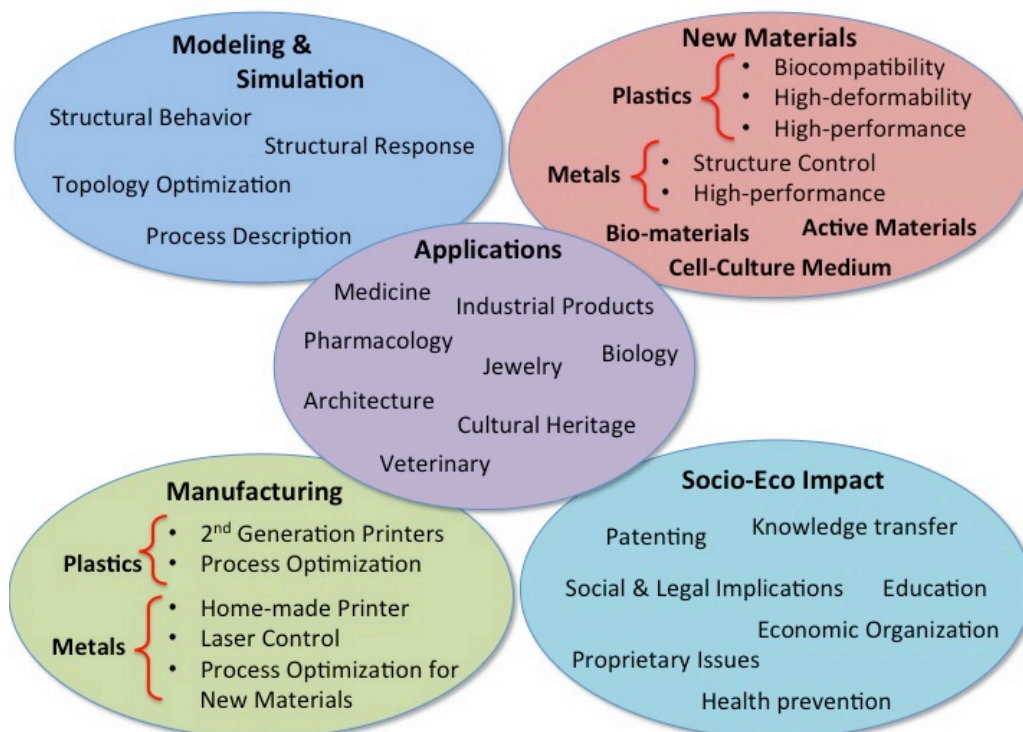 Modeling &
Simulation
Structural Behavior
Structural Response
Topology Optimization
Process Description
New Materials
Plastics
• Biocompatibility
• High-deformability
• High-performance
Metals
• Structure Control
• High-performance
Bio-materials
Active Materials
Cell-Culture Medium
Applications
Medicine
Industrial Products
Pharmacology
Biology
Jewelry
Architecture
Cultural Heritage
Veterinary
Manufacturing
Plastics
• 2nd Generation Printers
• Process Optimization
Metals
• Home-made Printer
• Laser Control
• Process Optimization for
New Materials
Socio-Eco Impact
Patenting
Knowledge transfer
Social & Legal Implications
Education
Economic Organization
Proprietary Issues
Health prevention